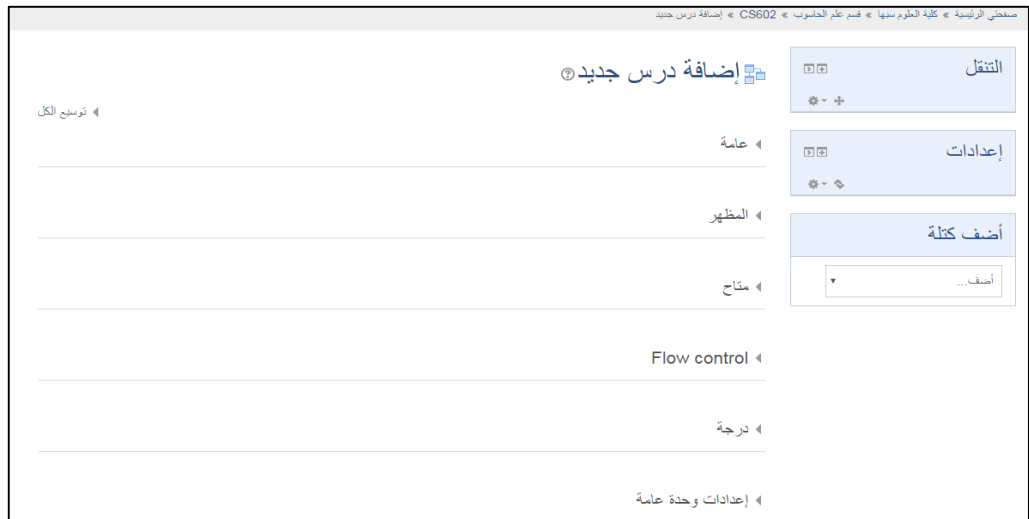 صفحتي الرئيسية » كلية العلوم سبها » قسم علم الحاسوب » CS602 » إضافة درس جديد
التنقل
إعدادات
أضف كتلة
أضف...
إضافة درس جديد
توسيع الكل
عامة
المظهر
متاح
Flow control
درجة
إعدادات وحدة عامة